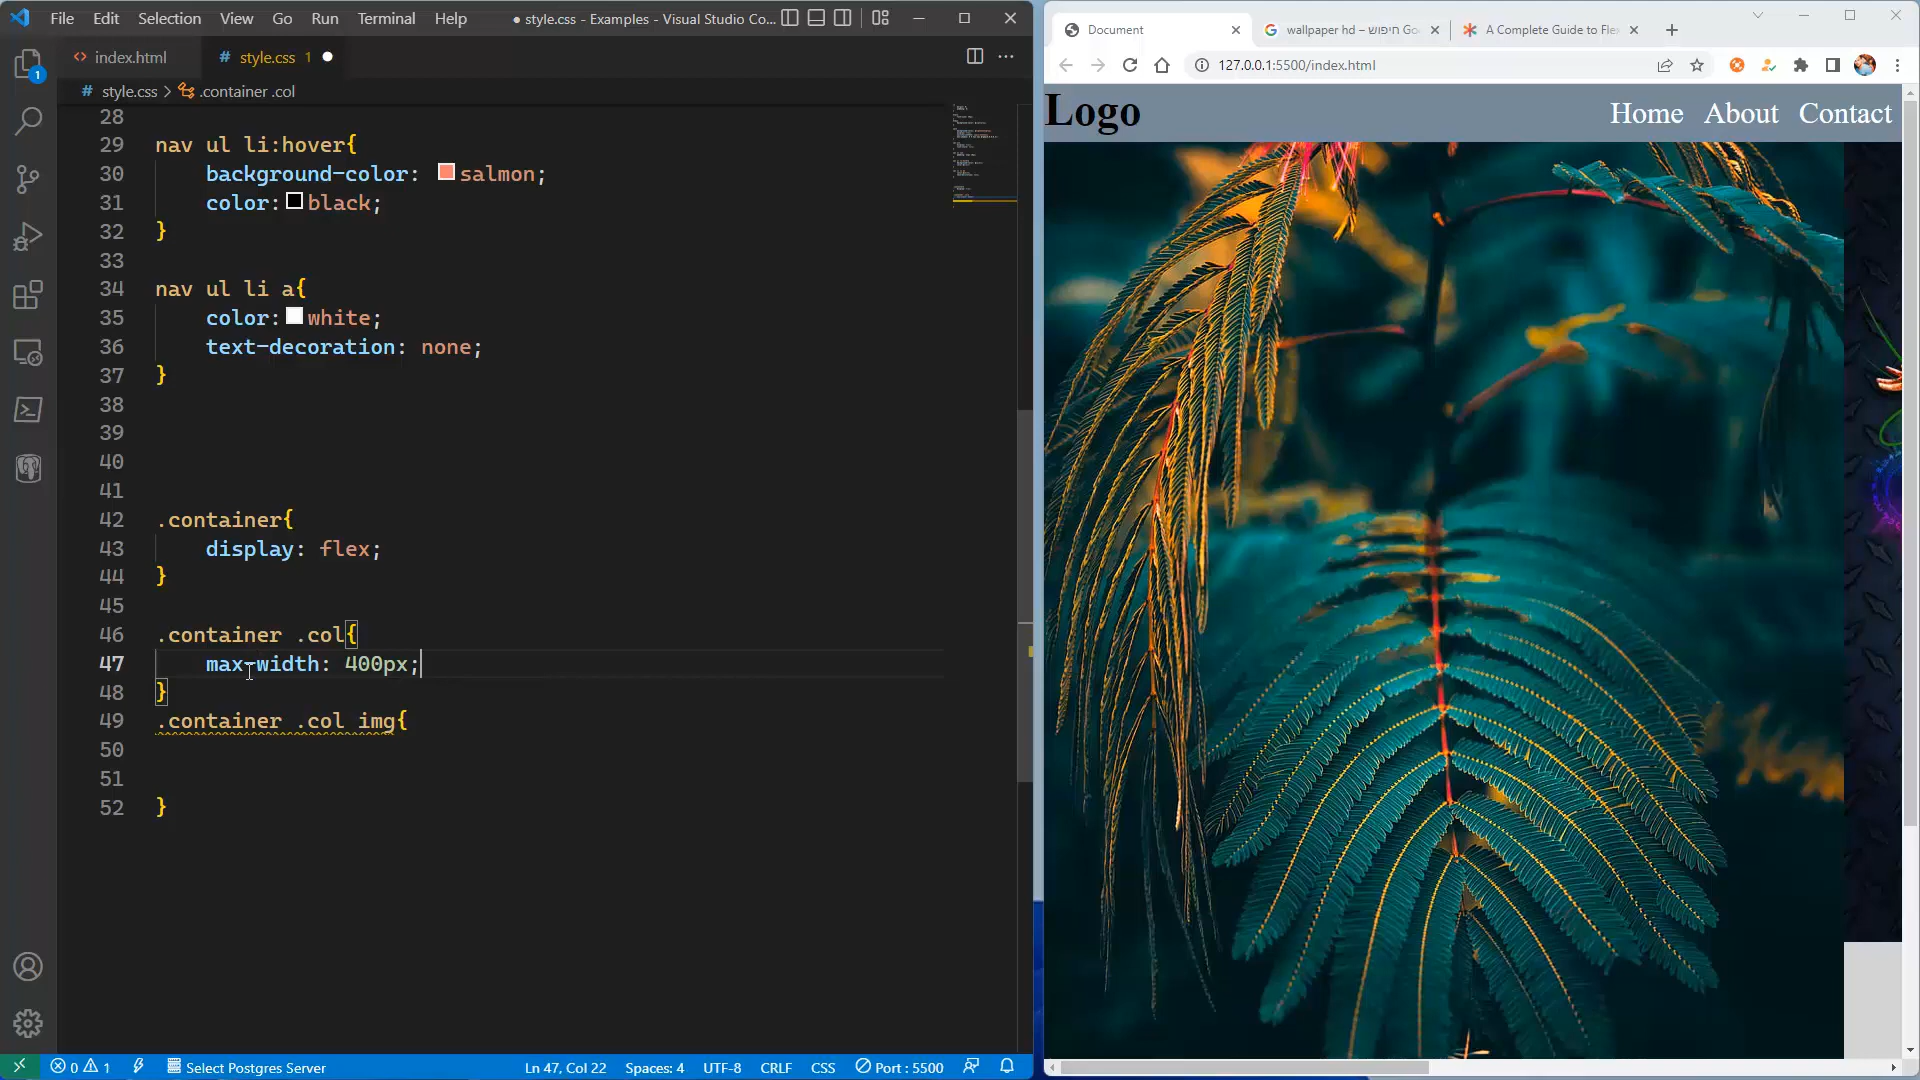 File Edit Selection View Go Run Terminal Help
● style.css - Examples - Visual Studio Co...
index.html
# style.css 1
# style.css > .container .col
1
28
29 nav ul li:hover{
30 background-color: salmon;
31 color: black;
32 }
33
34 nav ul li a{
35 color: white;
36 text-decoration: none;
37 }
38
39
40
41
42 .container{
43 display: flex;
44 }
45
46 .container .col{
47 max-width: 400px;
48 }
49 .container .col img{
50
51
52 }
0 1 Select Postgres Server Ln 47, Col 22 Spaces: 4 UTF-8 CRLF CSS Port : 5500
Document
wallpaper hd – חיפוש Go
A Complete Guide to Fle
127.0.0.1:5500/index.html
Logo Home About Contact